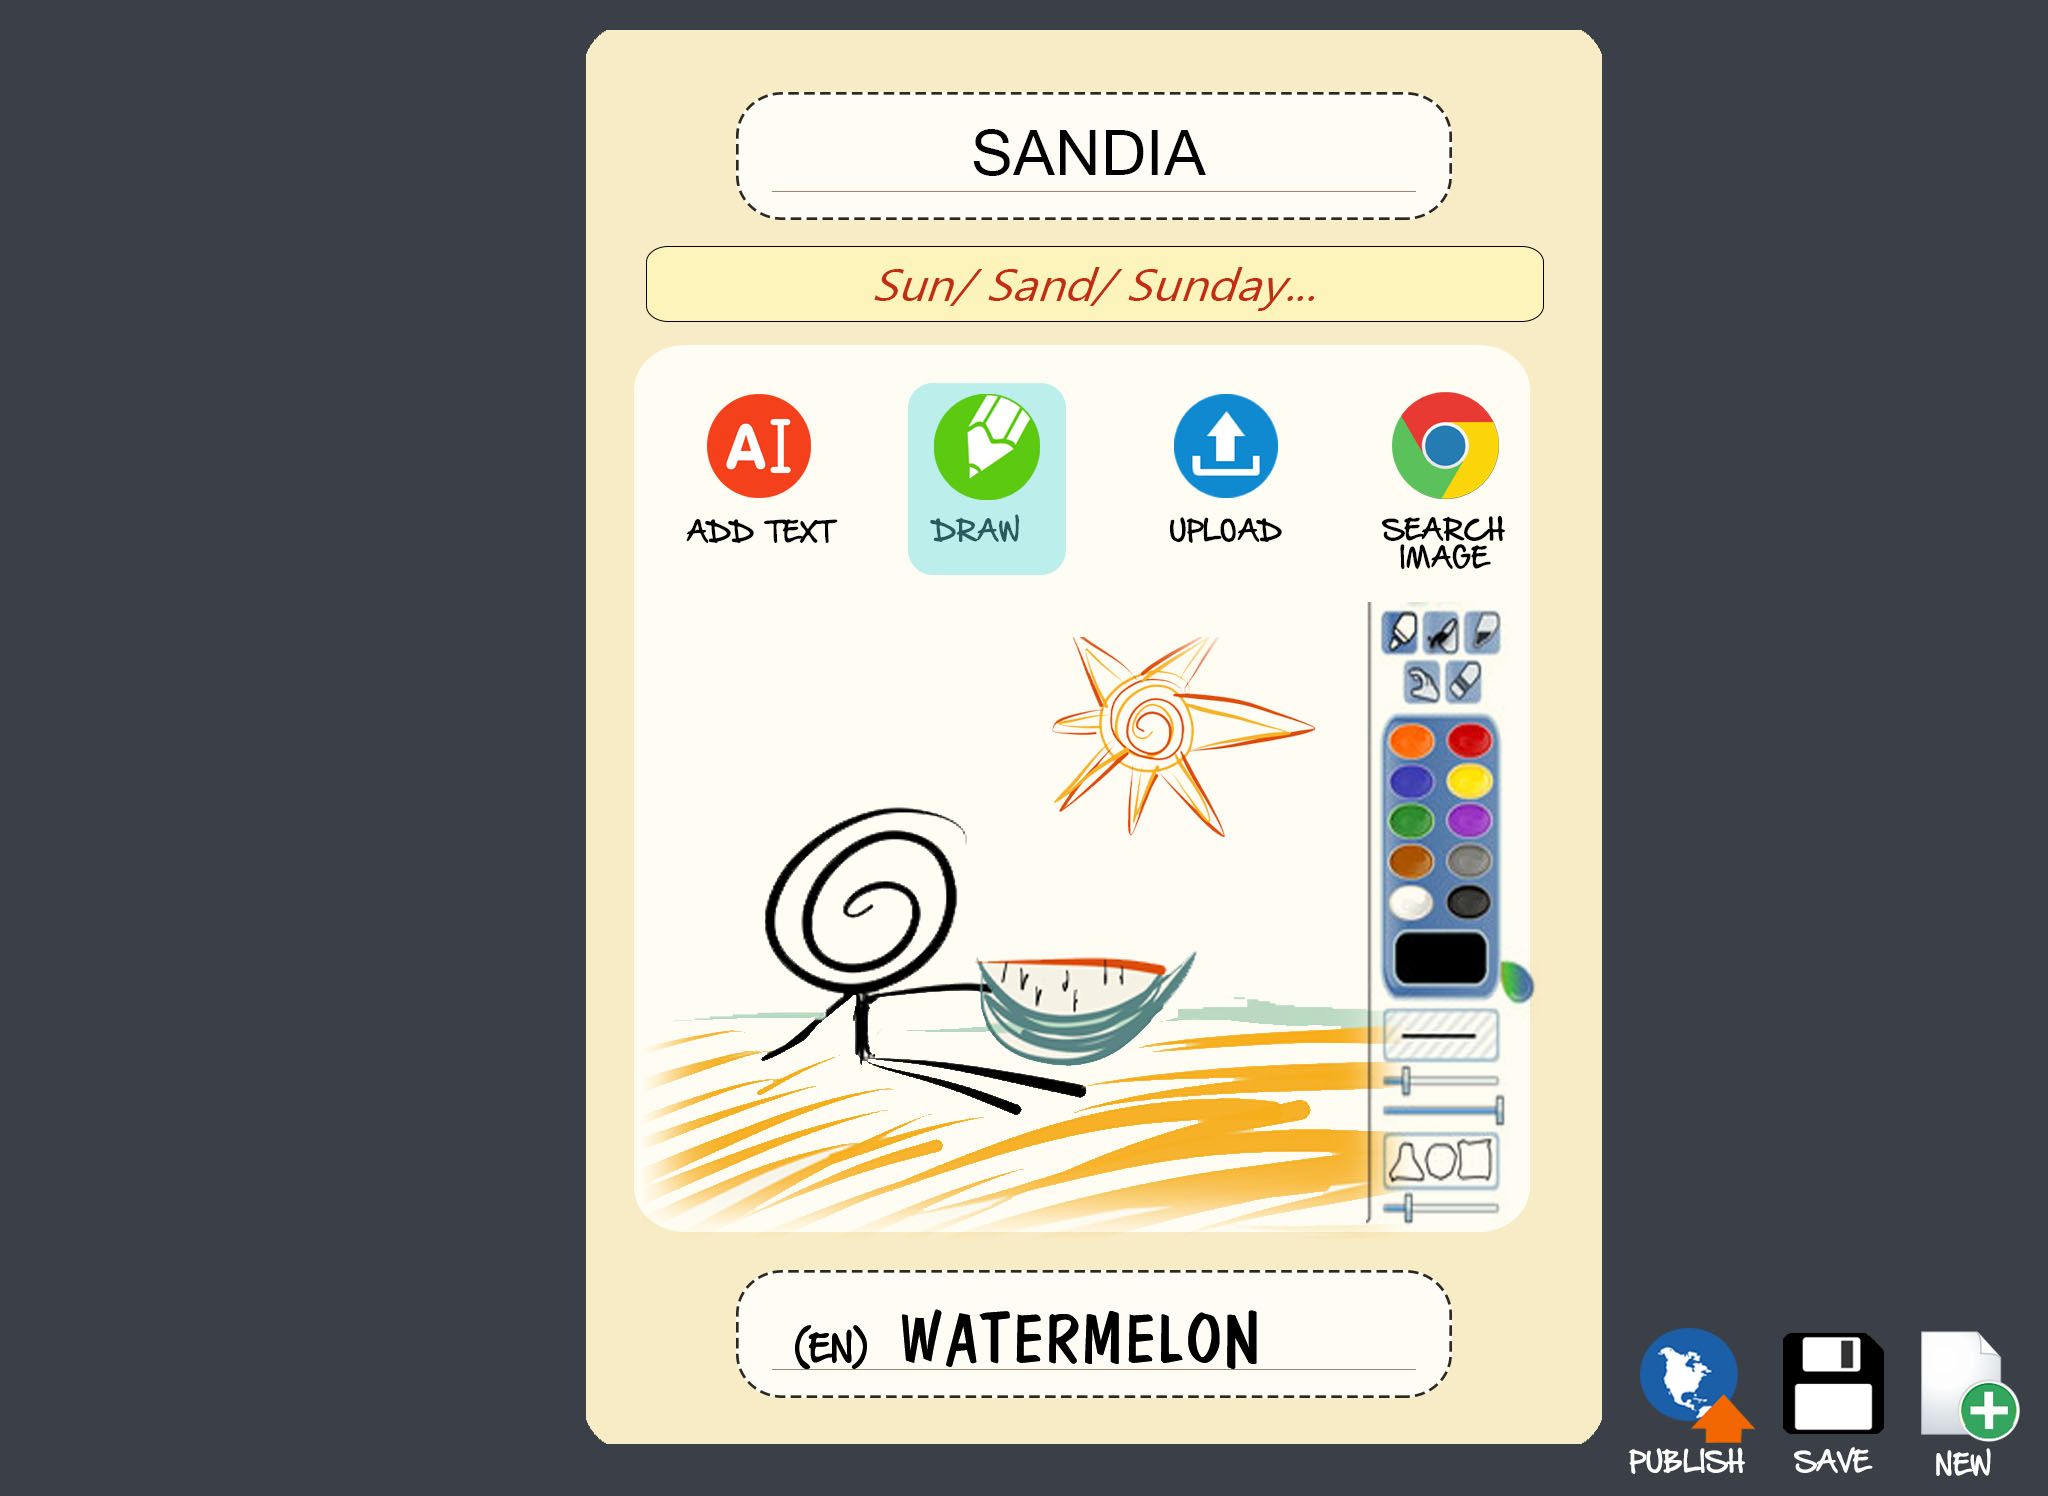 SANDIA
Sun/ Sand/ Sunday...
AI
ADD TEXT
DRAW
UPLOAD
SEARCH
IMAGE
(EN) WATERMELON
PUBLISH
SAVE
NEW